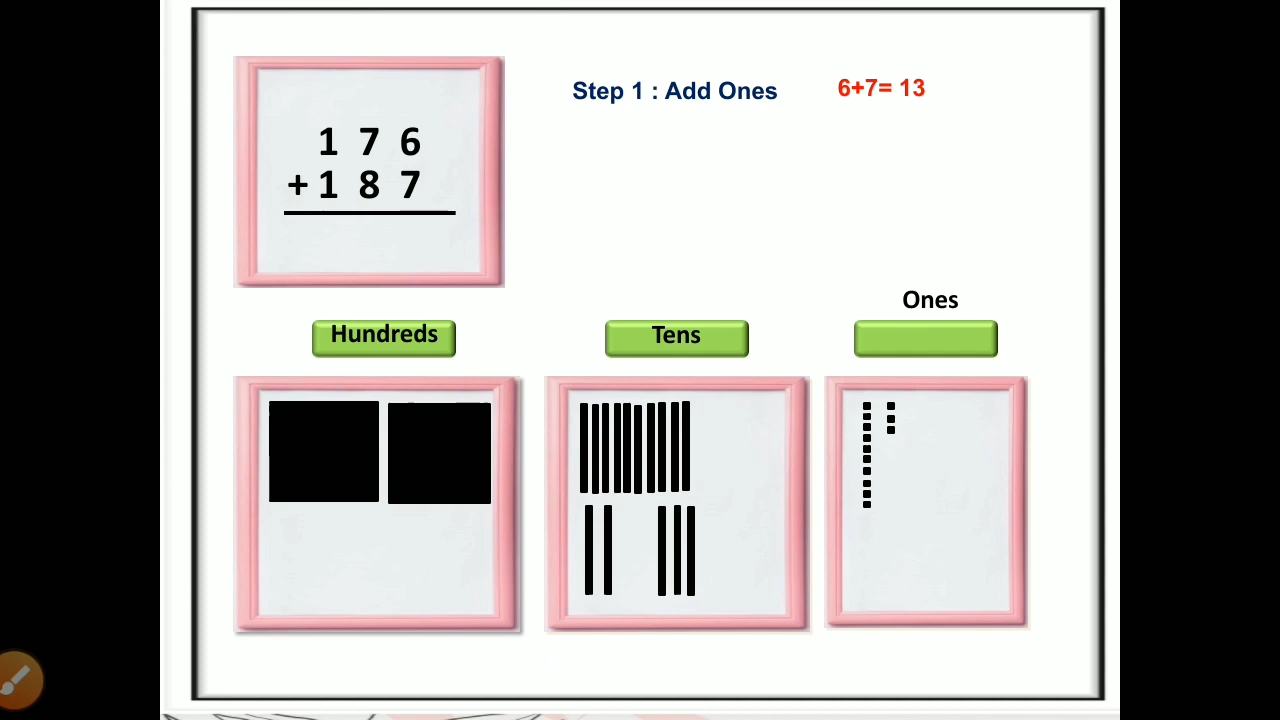 Step 1 : Add Ones
6+7= 13
1 7 6
+ 1 8 7
Hundreds
Tens
Ones